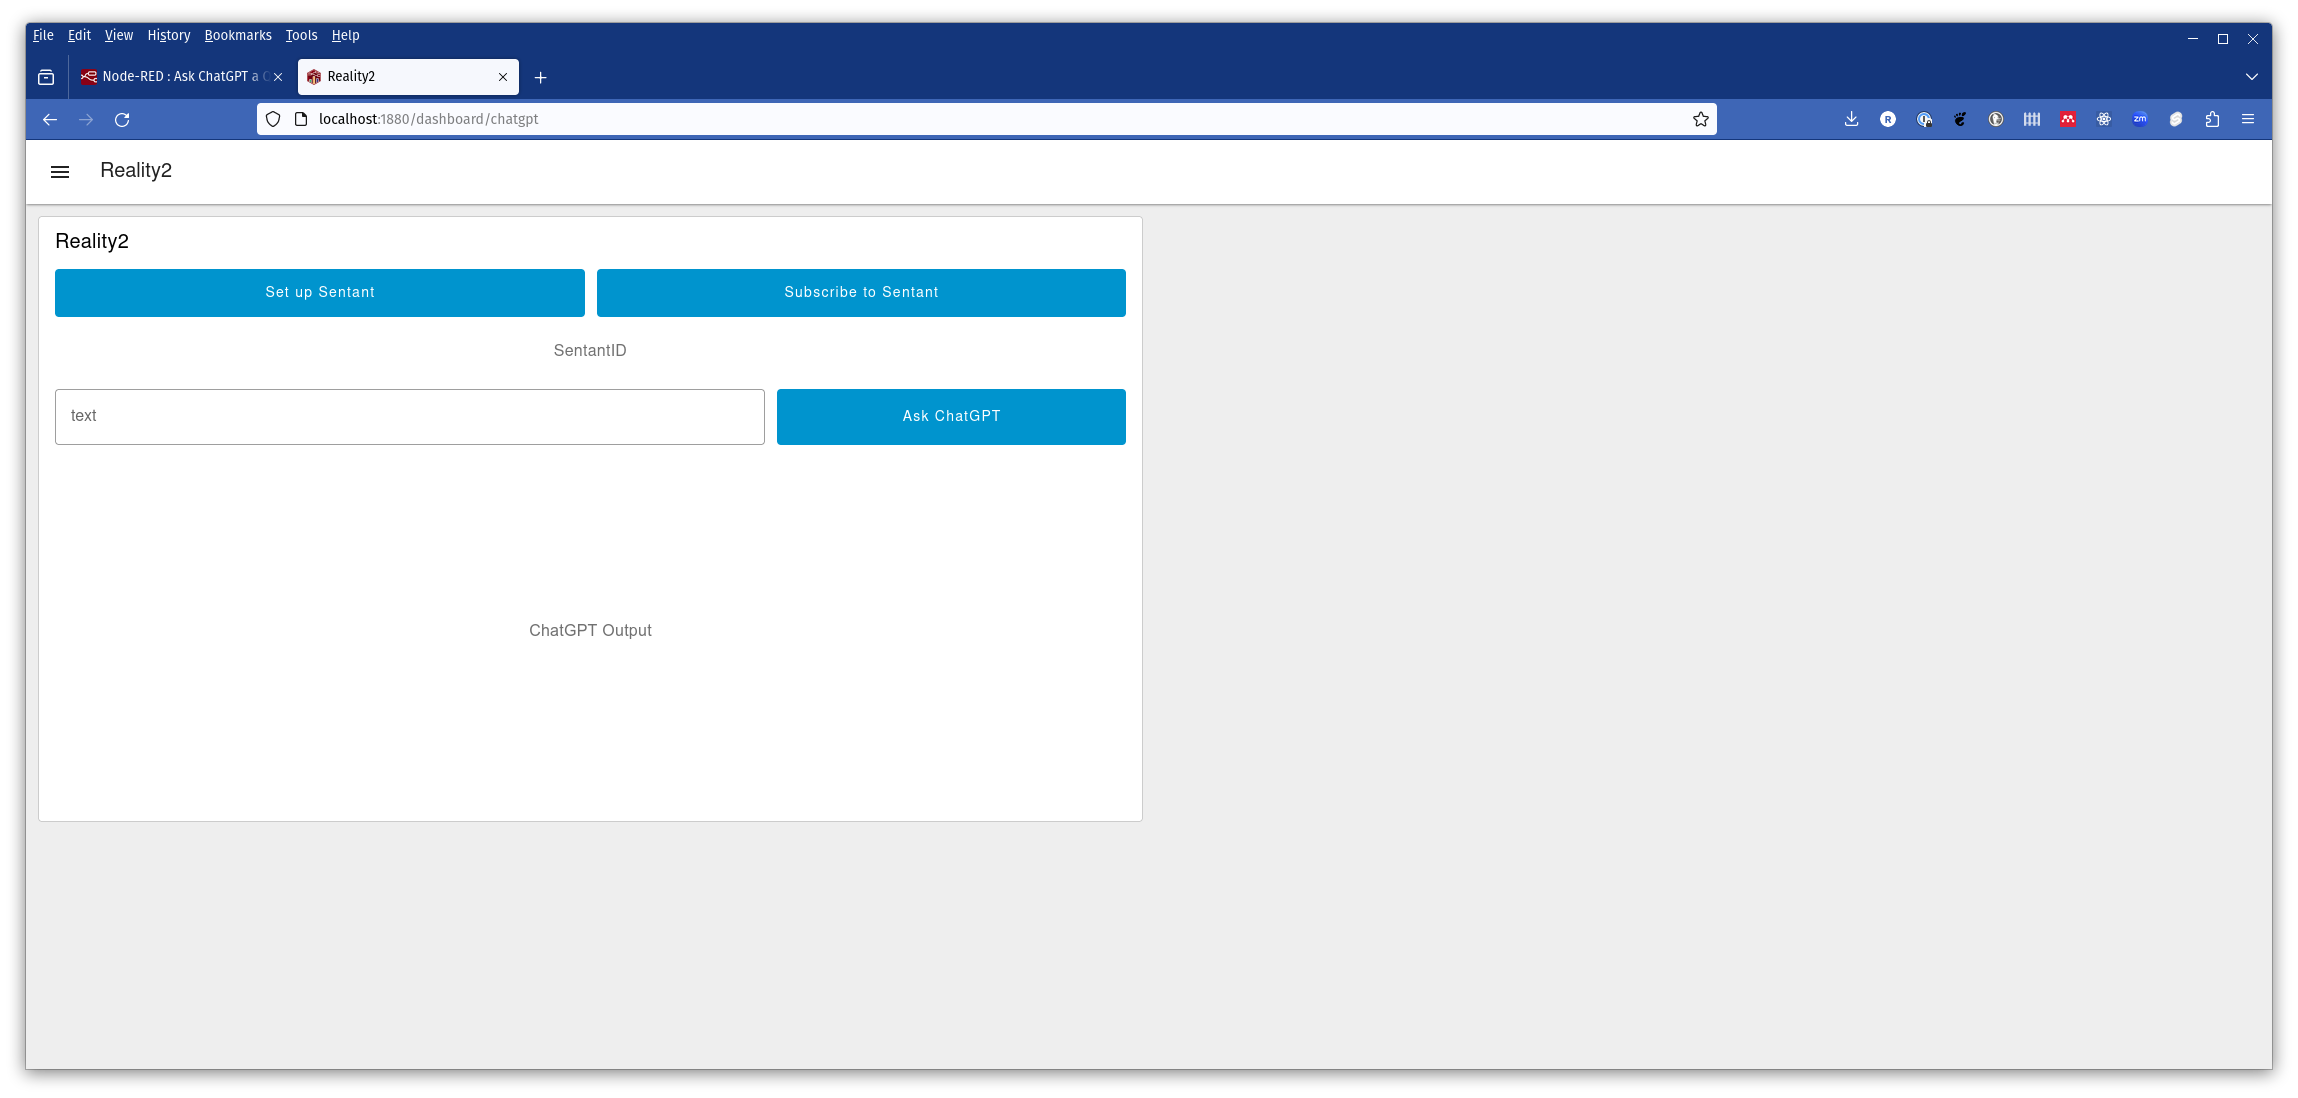 File Edit View History Bookmarks Tools Help
Node-RED : Ask ChatGPT a
Reality2
localhost:1880/dashboard/chatgpt
R
zm
Reality2
Reality2
Set up Sentant
Subscribe to Sentant
SentantID
text
Ask ChatGPT
ChatGPT Output